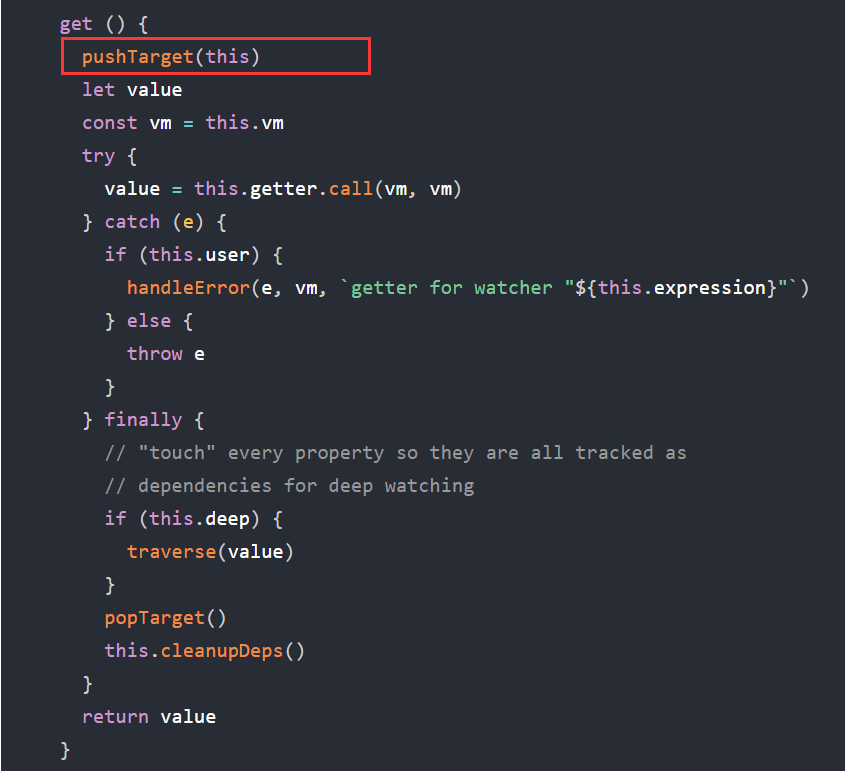 get () {
pushTarget(this)
let value
const vm = this.vm
try {
value = this.getter.call(vm, vm)
} catch (e) {
if (this.user) {
handleError(e, vm, `getter for watcher "${this.expression}"`)
} else {
throw e
}
} finally {
// "touch" every property so they are all tracked as
// dependencies for deep watching
if (this.deep) {
traverse(value)
}
popTarget()
this.cleanupDeps()
}
return value
}